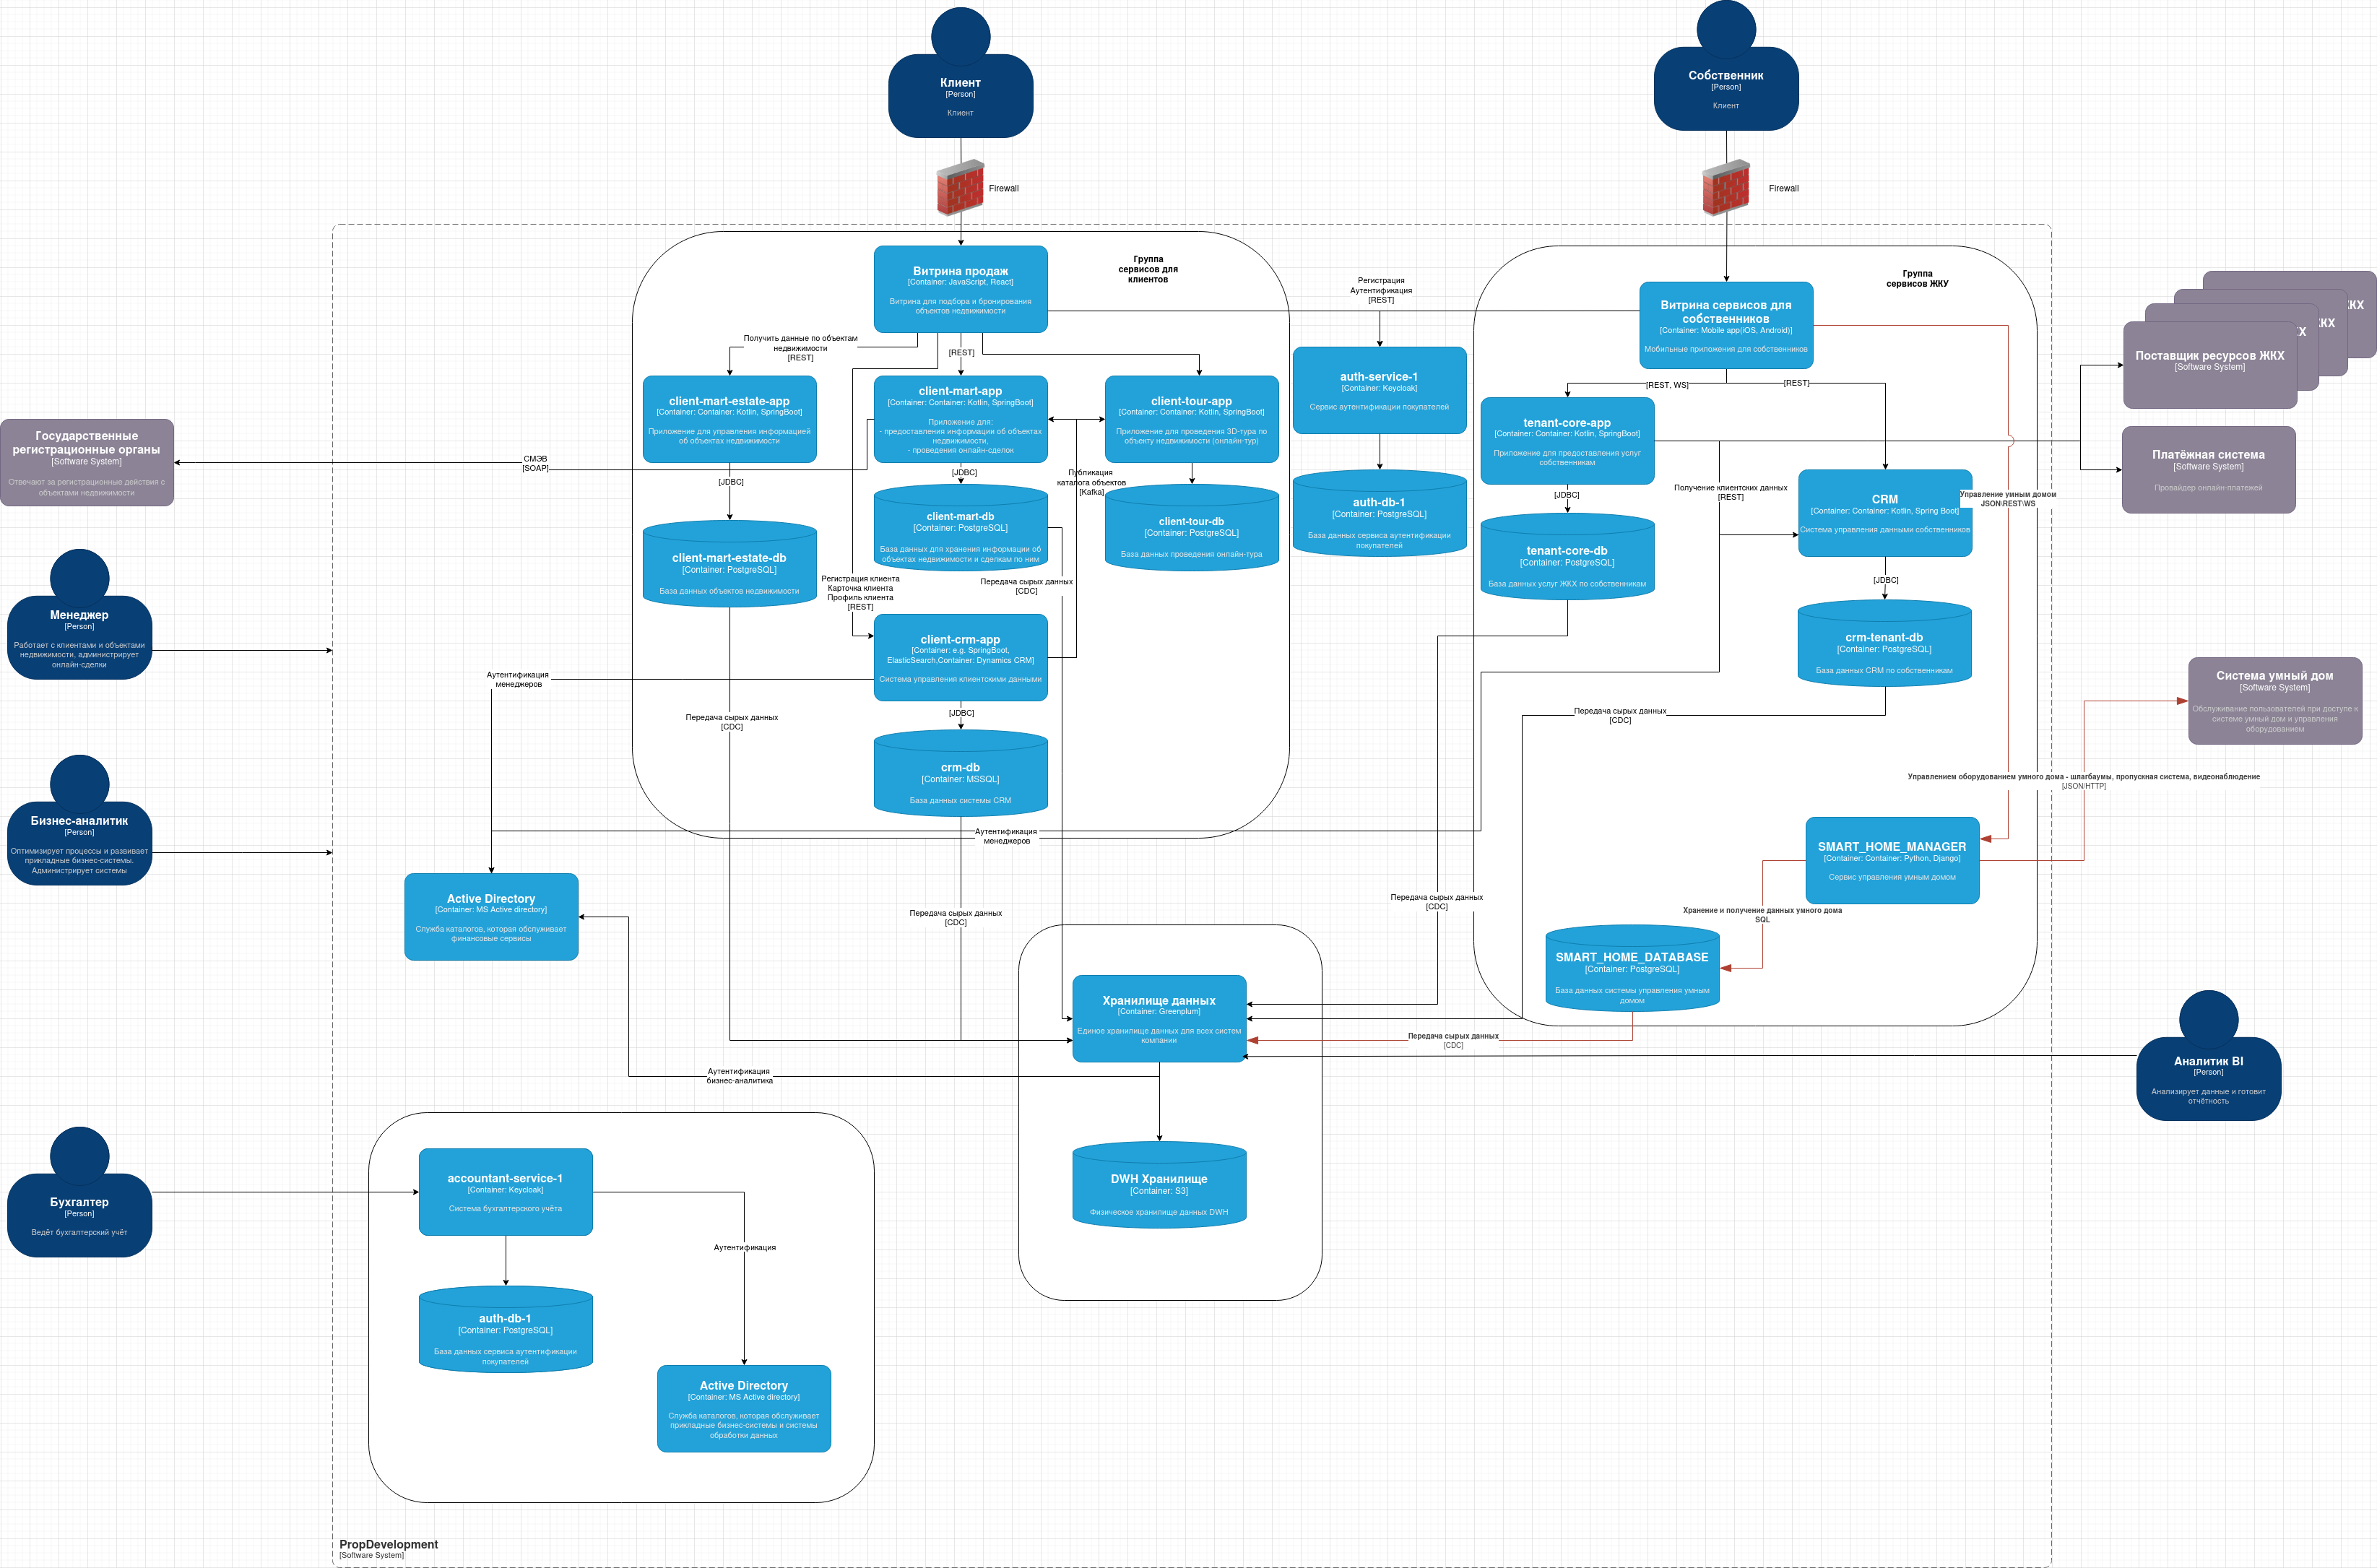 Клиент
[Person]
Клиент
Собственник
[Person]
Клиент
Firewall
Firewall
Группа
сервисов для
клиентов
Витрина продаж
[Container: JavaScript, React]
Витрина для подбора и бронирования
объектов недвижимости
Получить данные по объектам
недвижимости
[REST]
[REST]
client-mart-estate-app
[Container: Container: Kotlin, SpringBoot]
Приложение для управления информацией
об объектах недвижимости
client-mart-app
[Container: Container: Kotlin, SpringBoot]
Приложение для:
- предоставления информации об объектах
недвижимости,
- проведения онлайн-сделок
client-tour-app
[Container: Container: Kotlin, SpringBoot]
Приложение для проведения 3D-тура по
объекту недвижимости (онлайн-тур)
[JDBC]
[JDBC]
Публикация
каталога объектов
[Kafka]
client-mart-estate-db
[Container: PostgreSQL]
База данных объектов недвижимости
client-mart-db
[Container: PostgreSQL]
База данных для хранения информации об
объектах недвижимости и сделкам по ним
client-tour-db
[Container: PostgreSQL]
База данных проведения онлайн-тура
Регистрация клиента
Карточка клиента
Профиль клиента
[REST]
Передача сырых данных
[CDC]
client-crm-app
[Container: e.g. SpringBoot,
ElasticSearch,Container: Dynamics CRM]
Система управления клиентскими данными
[JDBC]
crm-db
[Container: MSSQL]
База данных системы CRM
Передача сырых данных
[CDC]
Регистрация
Аутентификация
[REST]
auth-service-1
[Container: Keycloak]
Сервис аутентификации покупателей
auth-db-1
[Container: PostgreSQL]
База данных сервиса аутентификации
покупателей
Группа
сервисов ЖКУ
Витрина сервисов для
собственников
[Container: Mobile app(iOS, Android)]
Мобильные приложения для собственников
[REST, WS]
[REST]
tenant-core-app
[Container: Container: Kotlin, SpringBoot]
Приложение для предоставления услуг
собственникам
[JDBC]
tenant-core-db
[Container: PostgreSQL]
База данных услуг ЖКХ по собственникам
Получение клиентских данных
[REST]
CRM
[Container: Container: Kotlin, Spring Boot]
Система управления данными собственников
Управление умным домом
JSON\REST\WS
[JDBC]
crm-tenant-db
[Container: PostgreSQL]
База данных CRM по собственникам
Передача сырых данных
[CDC]
ЖКХ
ЖКХ
Х
Поставщик ресурсов ЖКХ
[Software System]
Платёжная система
[Software System]
Провайдер онлайн-платежей
Система умный дом
[Software System]
Обслуживание пользователей при доступе к
системе умный дом и управления
оборудованием
Управлением оборудованием умного дома - шлагбаумы, пропускная система, видеонаблюдение
[JSON/HTTP]
SMART_HOME_MANAGER
[Container: Container: Python, Django]
Сервис управления умным домом
Хранение и получение данных умного дома
SQL
SMART_HOME_DATABASE
[Container: PostgreSQL]
База данных системы управления умным
домом
Передача сырых данных
[CDC]
Передача сырых данных
[CDC]
Государственные
регистрационные органы
[Software System]
Отвечают за регистрационные действия с
объектами недвижимости
СМЭВ
[SOAP]
Менеджер
[Person]
Работает с клиентами и объектами
недвижимости, администрирует
онлайн-сделки
Бизнес-аналитик
[Person]
Оптимизирует процессы и развивает
прикладные бизнес-системы.
Администрирует системы
Аутентификация
менеджеров
Аутентификация
менеджеров
Active Directory
[Container: MS Active directory]
Служба каталогов, которая обслуживает
финансовые сервисы
Передача сырых данных
[CDC]
Хранилище данных
[Container: Greenplum]
Единое хранилище данных для всех систем
компании
Аутентификация
бизнес-аналитика
DWH Хранилище
[Container: S3]
Физическое хранилище данных DWH
Аналитик BI
[Person]
Анализирует данные и готовит
отчётность
Бухгалтер
[Person]
Ведёт бухгалтерский учёт
accountant-service-1
[Container: Keycloak]
Система бухгалтерского учёта
Аутентификация
auth-db-1
[Container: PostgreSQL]
База данных сервиса аутентификации
покупателей
Active Directory
[Container: MS Active directory]
Служба каталогов, которая обслуживает
прикладные бизнес-системы и системы
обработки данных
PropDevelopment
[Software System]